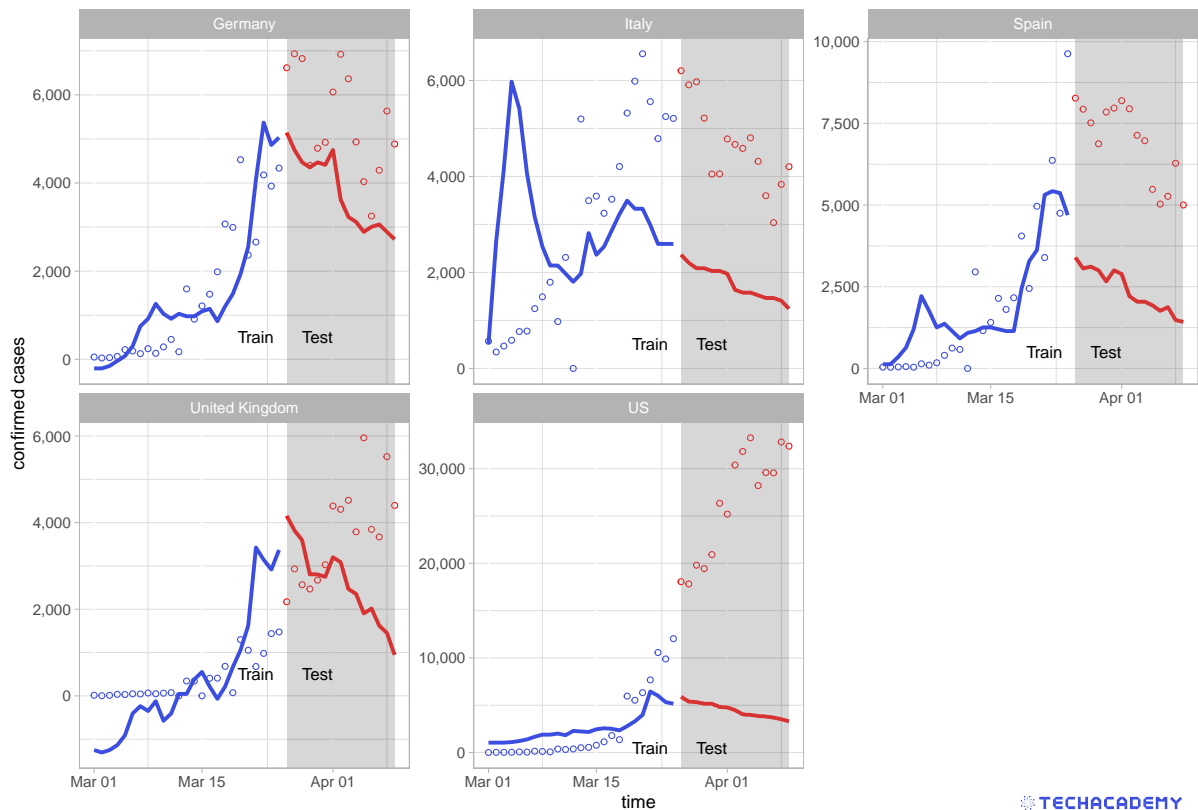 Germany
Italy
Spain
10,000
7,500
5,000
2,500
0
6,000
4,000
2,000
0
6,000
4,000
2,000
0
Train
Test
Train
Test
Train
Test
Mar 01
Mar 15
Apr 01
confirmed cases
United Kingdom
US
6,000
4,000
2,000
0
30,000
20,000
10,000
0
Train
Test
Train
Test
Mar 01
Mar 15
Apr 01
Mar 01
Mar 15
Apr 01
time
TECHACADEMY